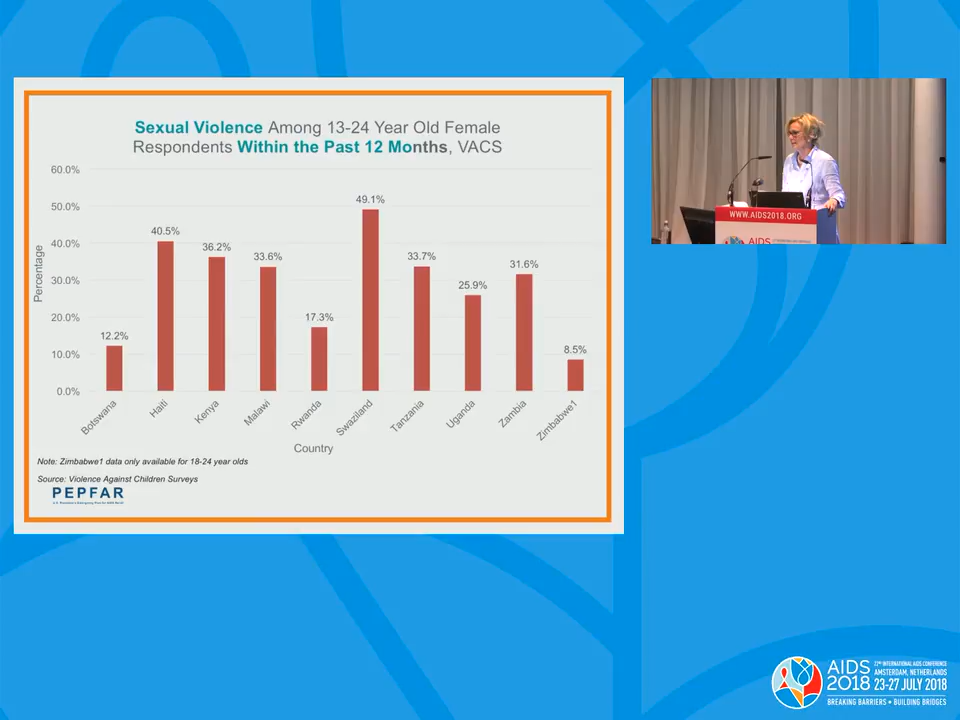 Sexual Violence Among 13-24 Year Old Female
Respondents Within the Past 12 Months, VACS
60.0%
50.0%
40.0%
30.0%
20.0%
10.0%
0.0%
Percentage
12.2%
40.5%
36.2%
33.6%
17.3%
49.1%
33.7%
25.9%
31.6%
8.5%
Botswana
Haiti
Kenya
Malawi
Rwanda
Swaziland
Tanzania
Uganda
Zambia
Zimbabwe1
Country
Note: Zimbabwe1 data only available for 18-24 year olds
Source: Violence Against Children Surveys
PEPFAR
WWW.AIDS2018.ORG
AIDS
AIDS 2018
22ND INTERNATIONAL AIDS CONFERENCE
AMSTERDAM, NETHERLANDS
23-27 JULY 2018
BREAKING BARRIERS • BUILDING BRIDGES